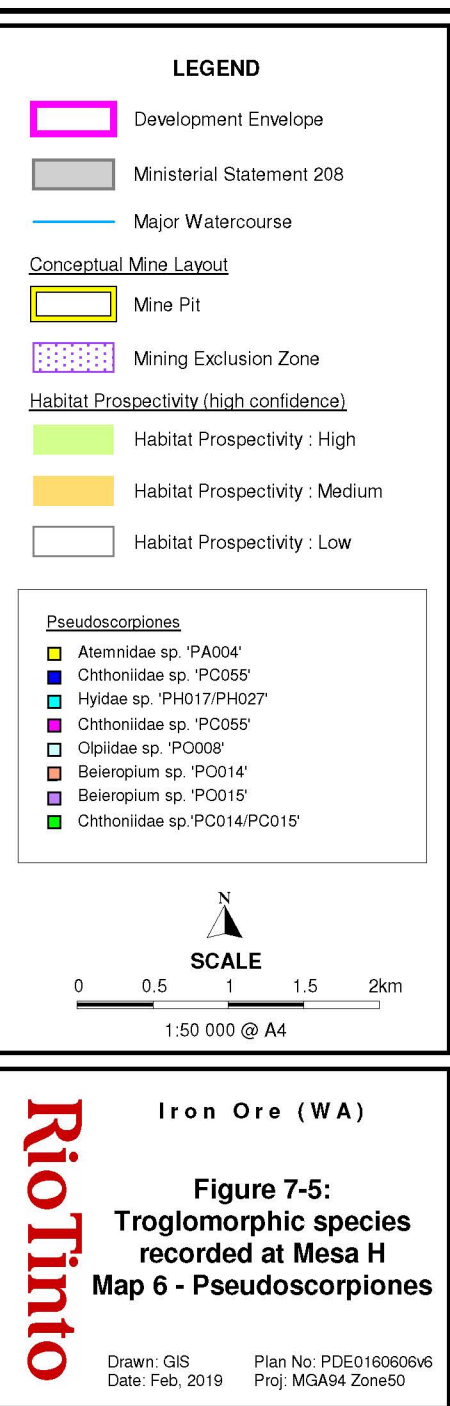 LEGEND
Development Envelope
Ministerial Statement 208
Major Watercourse
Conceptual Mine Layout
Mine Pit
Mining Exclusion Zone
Habitat Prospectivity (high confidence)
Habitat Prospectivity : High
Habitat Prospectivity : Medium
Habitat Prospectivity : Low
Pseudoscorpiones
Atemnidae sp. 'PA004'
Chthoniidae sp. 'PC055'
Hyidae sp. 'PH017/PH027'
Chthoniidae sp. 'PC055'
Olpiidae sp. 'PO008'
Beieropium sp. 'PO014'
Beieropium sp. 'PO015'
Chthoniidae sp.'PC014/PC015'
N
SCALE
0 0.5 1 1.5 2km
1:50 000 @ A4
RioTinto
Iron Ore (WA)
Figure 7-5:
Troglomorphic species
recorded at Mesa H
Map 6 - Pseudoscorpiones
Drawn: GIS Plan No: PDE0160606v6
Date: Feb, 2019 Proj: MGA94 Zone50